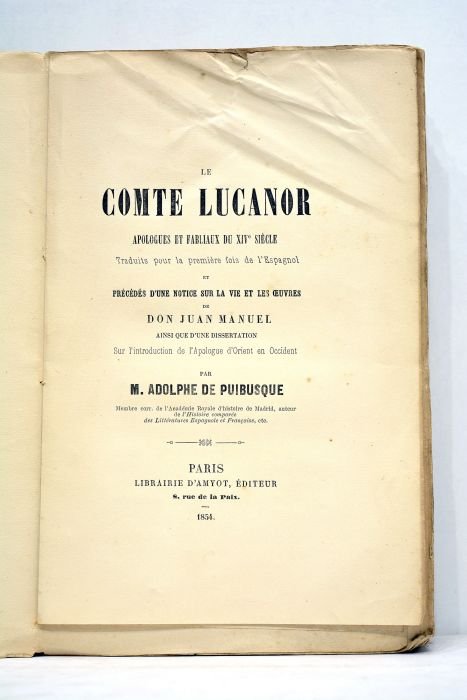 LE
COMTE LUCANOR
APOLOGUES ET FABLIAUX DU XIVᵉ SIÈCLE
Traduits pour la première fois de l'Espagnol
ET
PRÉCÉDÉS D'UNE NOTICE SUR LA VIE ET LES ŒUVRES
DE
DON JUAN MANUEL
AINSI QUE D'UNE DISSERTATION
Sur l'introduction de l'Apologue d'Orient en Occident
PAR
M. ADOLPHE DE PUIBUSQUE
Membre corr. de l'Académie Royale d'histoire de Madrid, auteur
de l'Histoire comparée
des Littératures Espagnole et Française, etc.
PARIS
LIBRAIRIE D'AMYOT, ÉDITEUR
8, rue de la Paix.
1854.